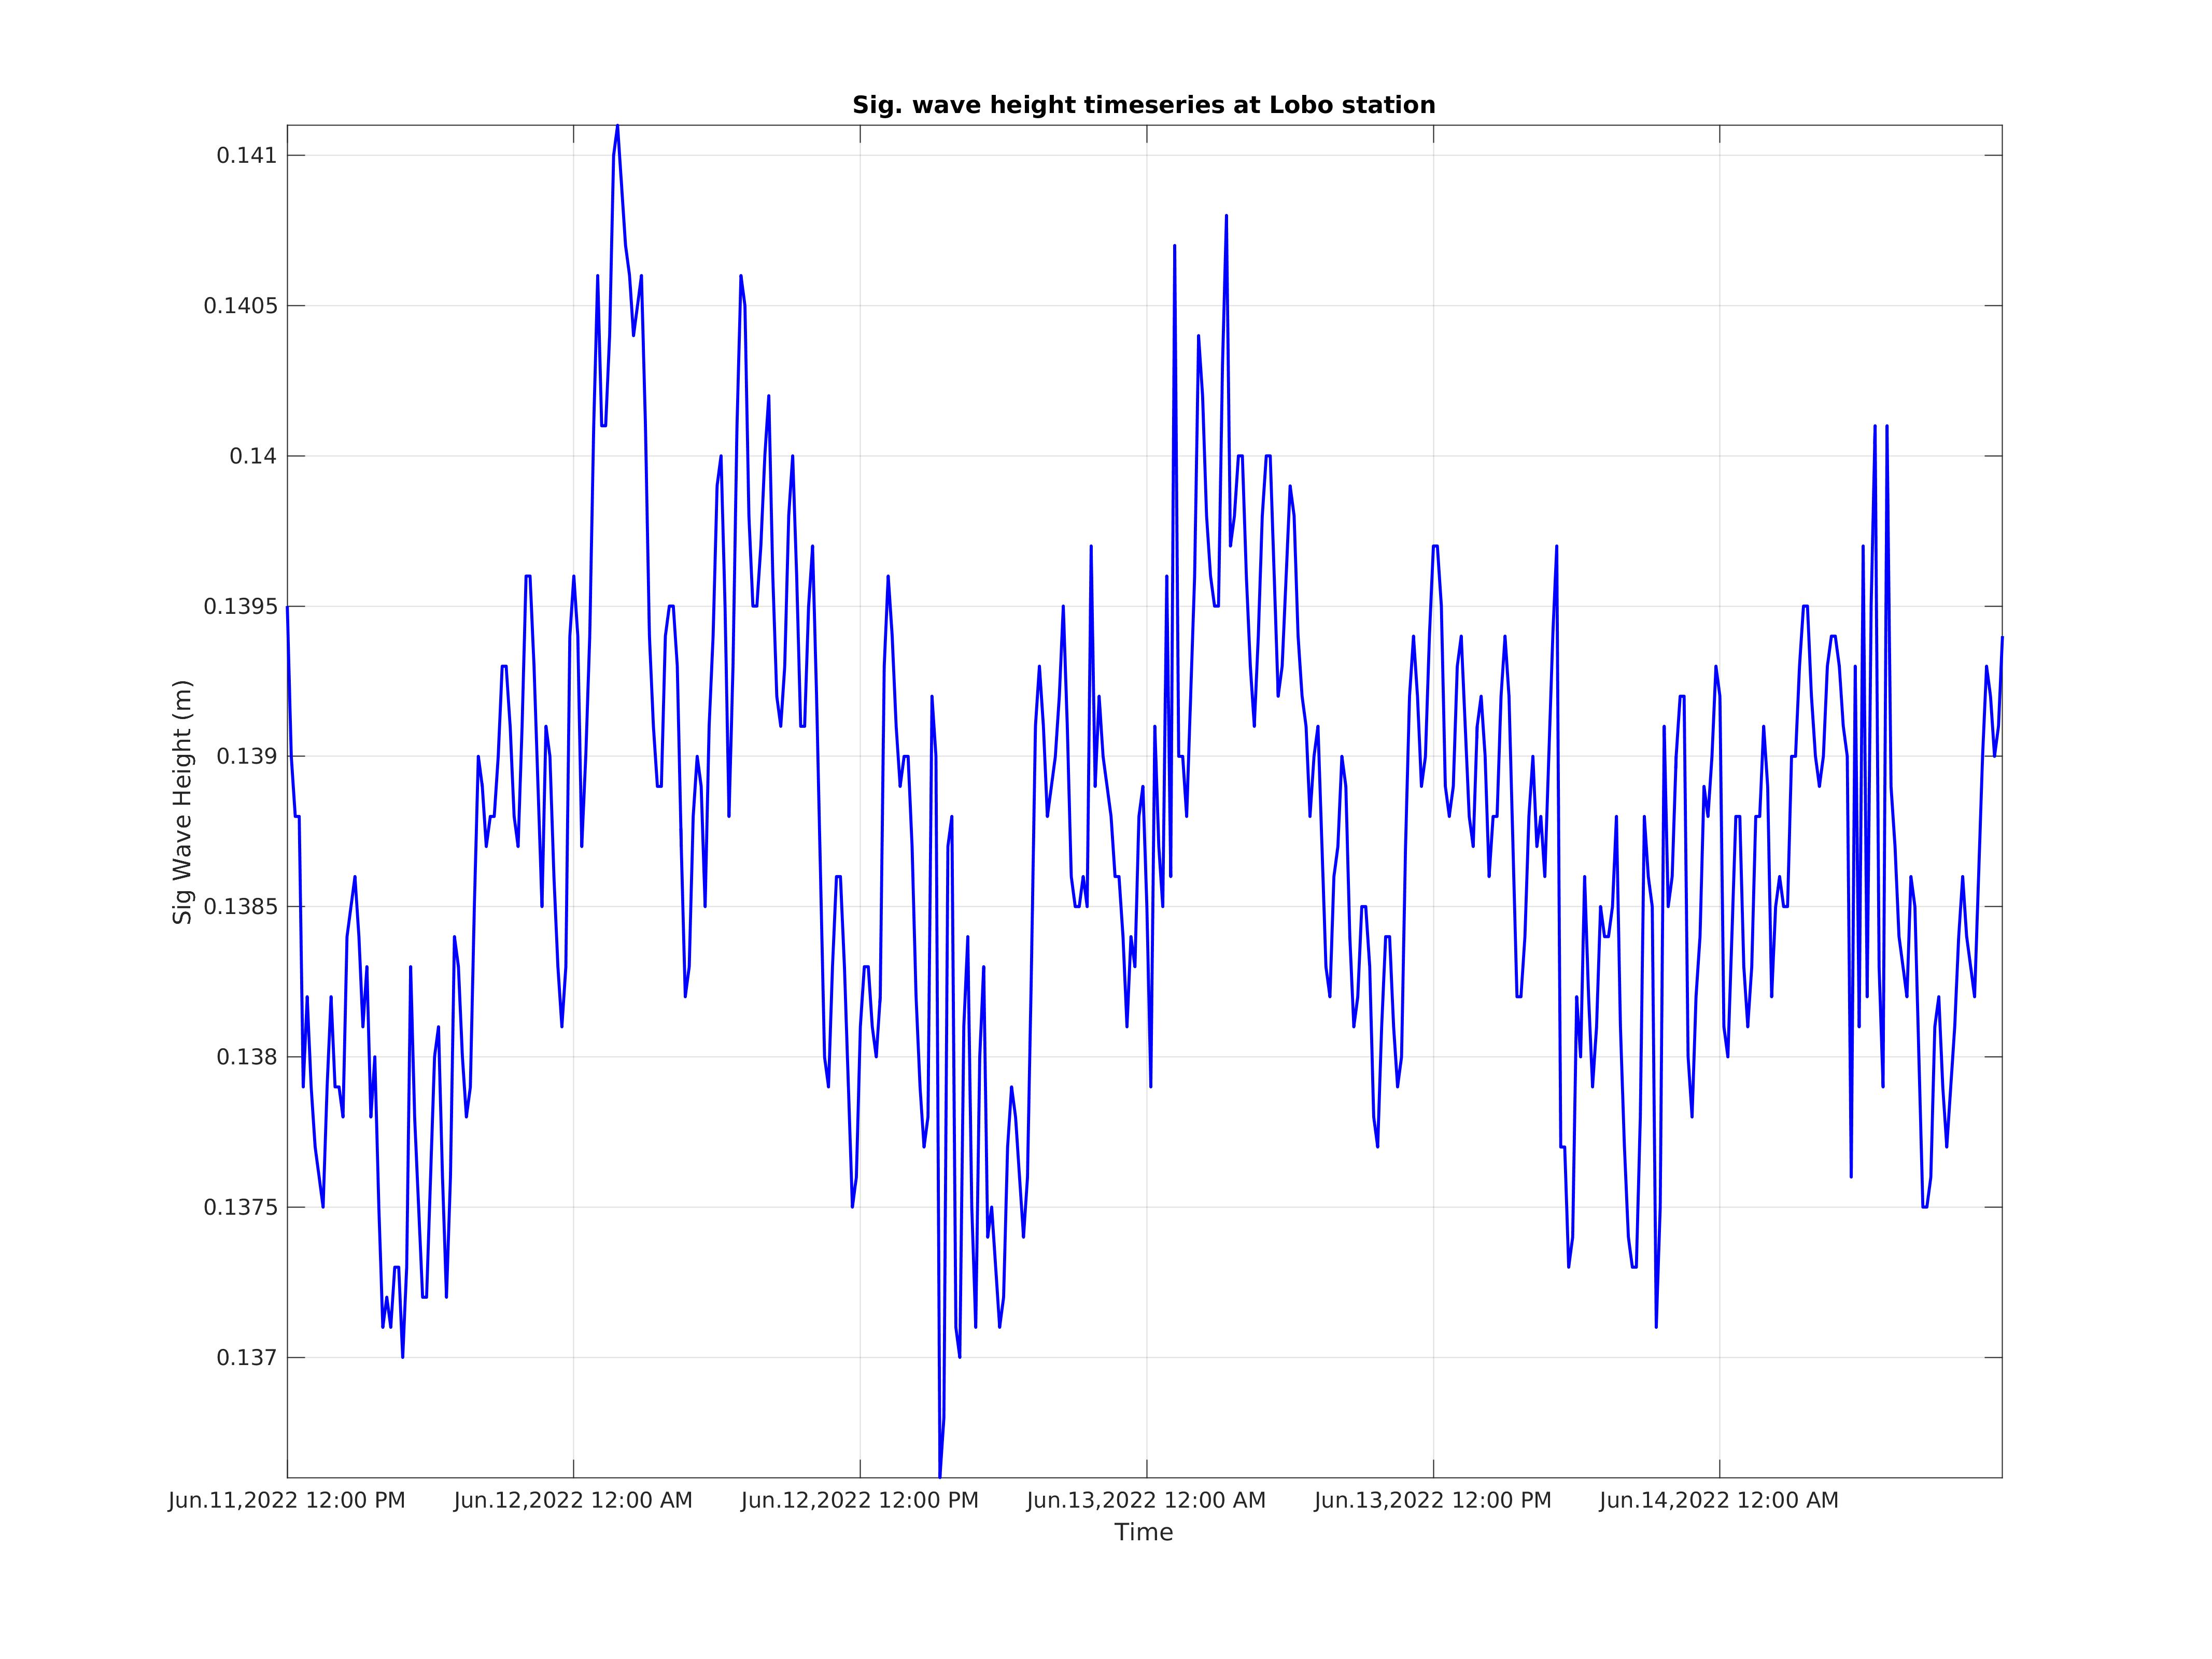 Sig. wave height timeseries at Lobo station
0.141
0.1405
0.14
0.1395
0.139
0.1385
0.138
0.1375
0.137
Sig Wave Height (m)
Jun.11,2022 12:00 PM
Jun.12,2022 12:00 AM
Jun.12,2022 12:00 PM
Jun.13,2022 12:00 AM
Jun.13,2022 12:00 PM
Jun.14,2022 12:00 AM
Time